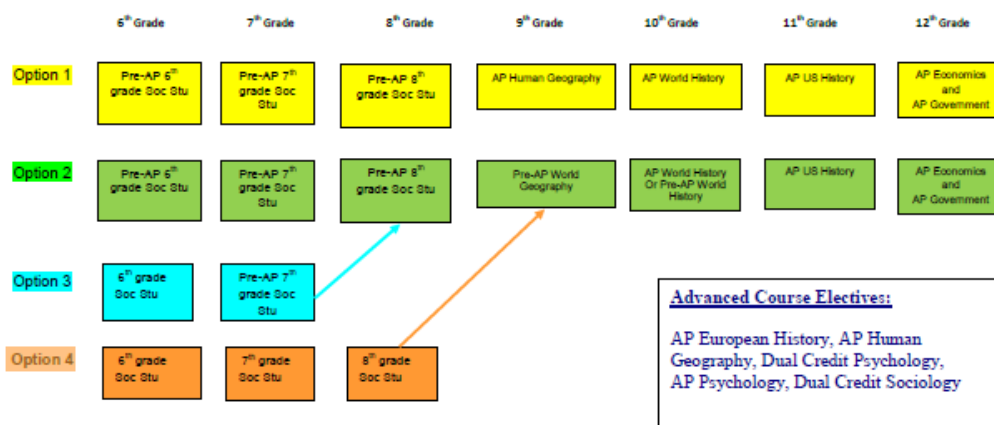 6th Grade 7th Grade 8th Grade 9th Grade 10th Grade 11th Grade 12th Grade
Option 1
Pre-AP 6th
grade Soc Stu
Pre-AP 7th
grade Soc
Stu
Pre-AP 8th
grade Soc Stu
AP Human Geography
AP World History
AP US History
AP Economics
and
AP Government
Option 2
Pre-AP 6th
grade Soc Stu
Pre-AP 7th
grade Soc
Stu
Pre-AP 8th
grade Soc Stu
Pre-AP World
Geography
AP World History
Or Pre-AP World
History
AP US History
AP Economics
and
AP Government
Option 3
6th grade
Soc Stu
Pre-AP 7th
grade Soc
Stu
Option 4
6th grade
Soc Stu
7th grade
Soc Stu
8th grade
Soc Stu
Advanced Course Electives:
AP European History, AP Human
Geography, Dual Credit Psychology,
AP Psychology, Dual Credit Sociology